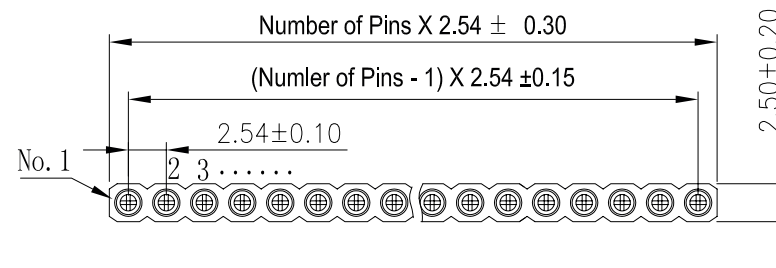 Number of Pins X 2.54 ± 0.30
(Numler of Pins - 1) X 2.54 ±0.15
2.54±0.10
No. 1
2 3 ······
2.50±0.20